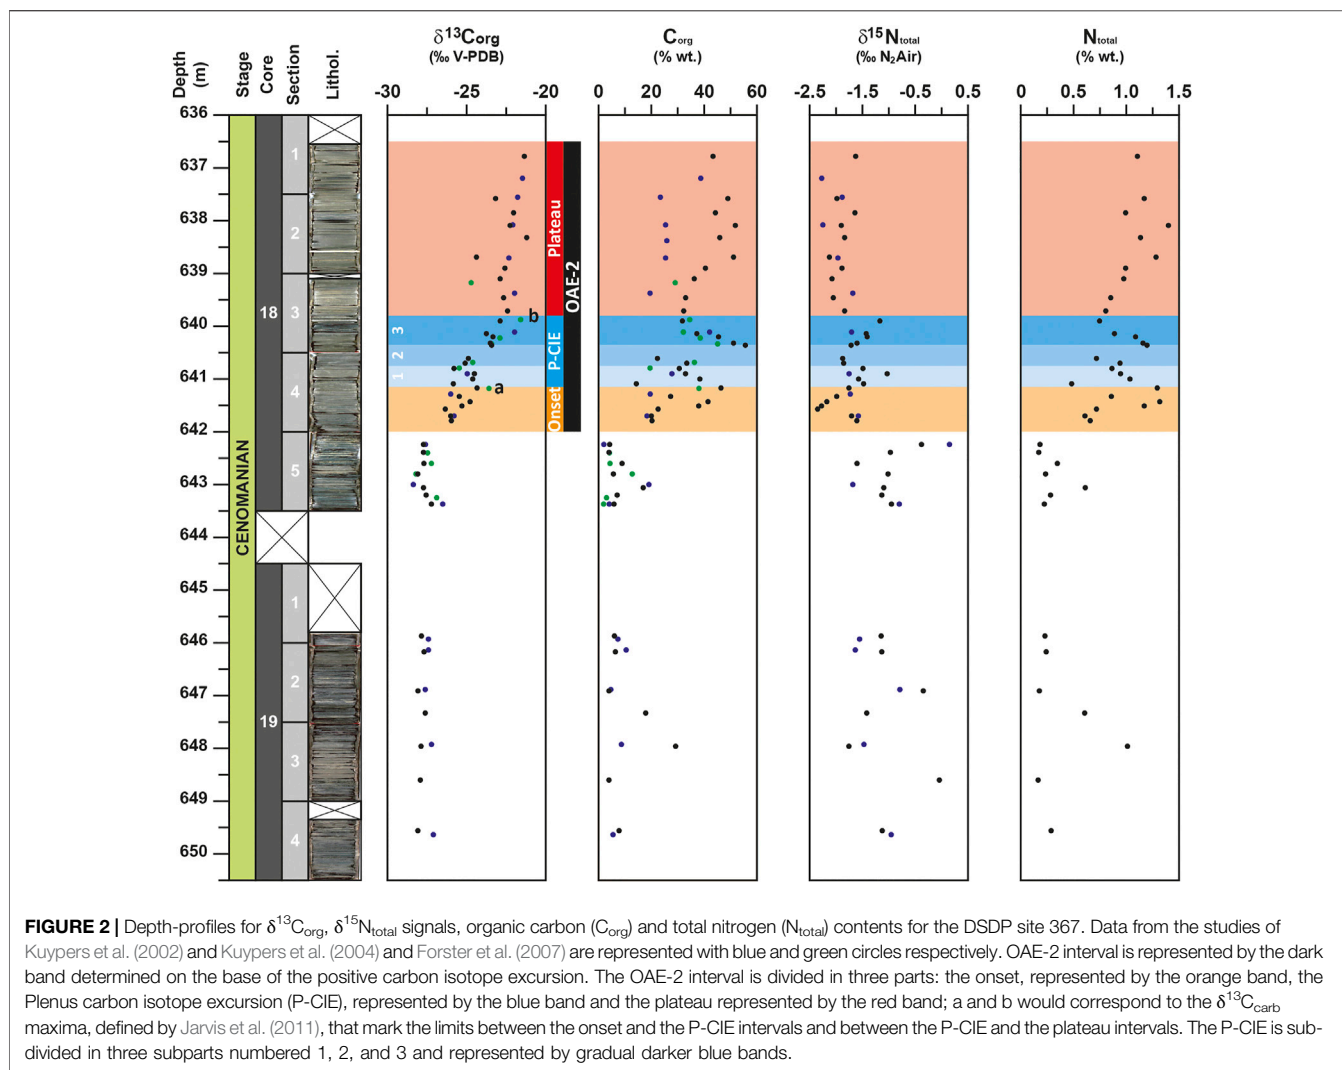 δ¹³Corg
(‰ V-PDB)
Corg
(% wt.)
δ¹⁵Ntotal
(‰ N₂Air)
Ntotal
(% wt.)
Depth (m)
Stage
Core
Section
Lithol.
-30 -25 -20
0 20 40 60
-2.5 -1.5 -0.5 0.5
0 0.5 1.0 1.5
636
637
638
639
640
641
642
643
644
645
646
647
648
649
650
CENOMANIAN
18
19
1
2
3
4
5
1
2
3
4
3
2
1
b
a
Plateau
P-CIE
Onset
OAE-2
FIGURE 2 | Depth-profiles for δ¹³Corg, δ¹⁵Ntotal signals, organic carbon (Corg) and total nitrogen (Ntotal) contents for the DSDP site 367. Data from the studies of
Kuypers et al. (2002) and Kuypers et al. (2004) and Forster et al. (2007) are represented with blue and green circles respectively. OAE-2 interval is represented by the dark
band determined on the base of the positive carbon isotope excursion. The OAE-2 interval is divided in three parts: the onset, represented by the orange band, the
Plenus carbon isotope excursion (P-CIE), represented by the blue band and the plateau represented by the red band; a and b would correspond to the δ¹³Ccarb
maxima, defined by Jarvis et al. (2011), that mark the limits between the onset and the P-CIE intervals and between the P-CIE and the plateau intervals. The P-CIE is sub-
divided in three subparts numbered 1, 2, and 3 and represented by gradual darker blue bands.